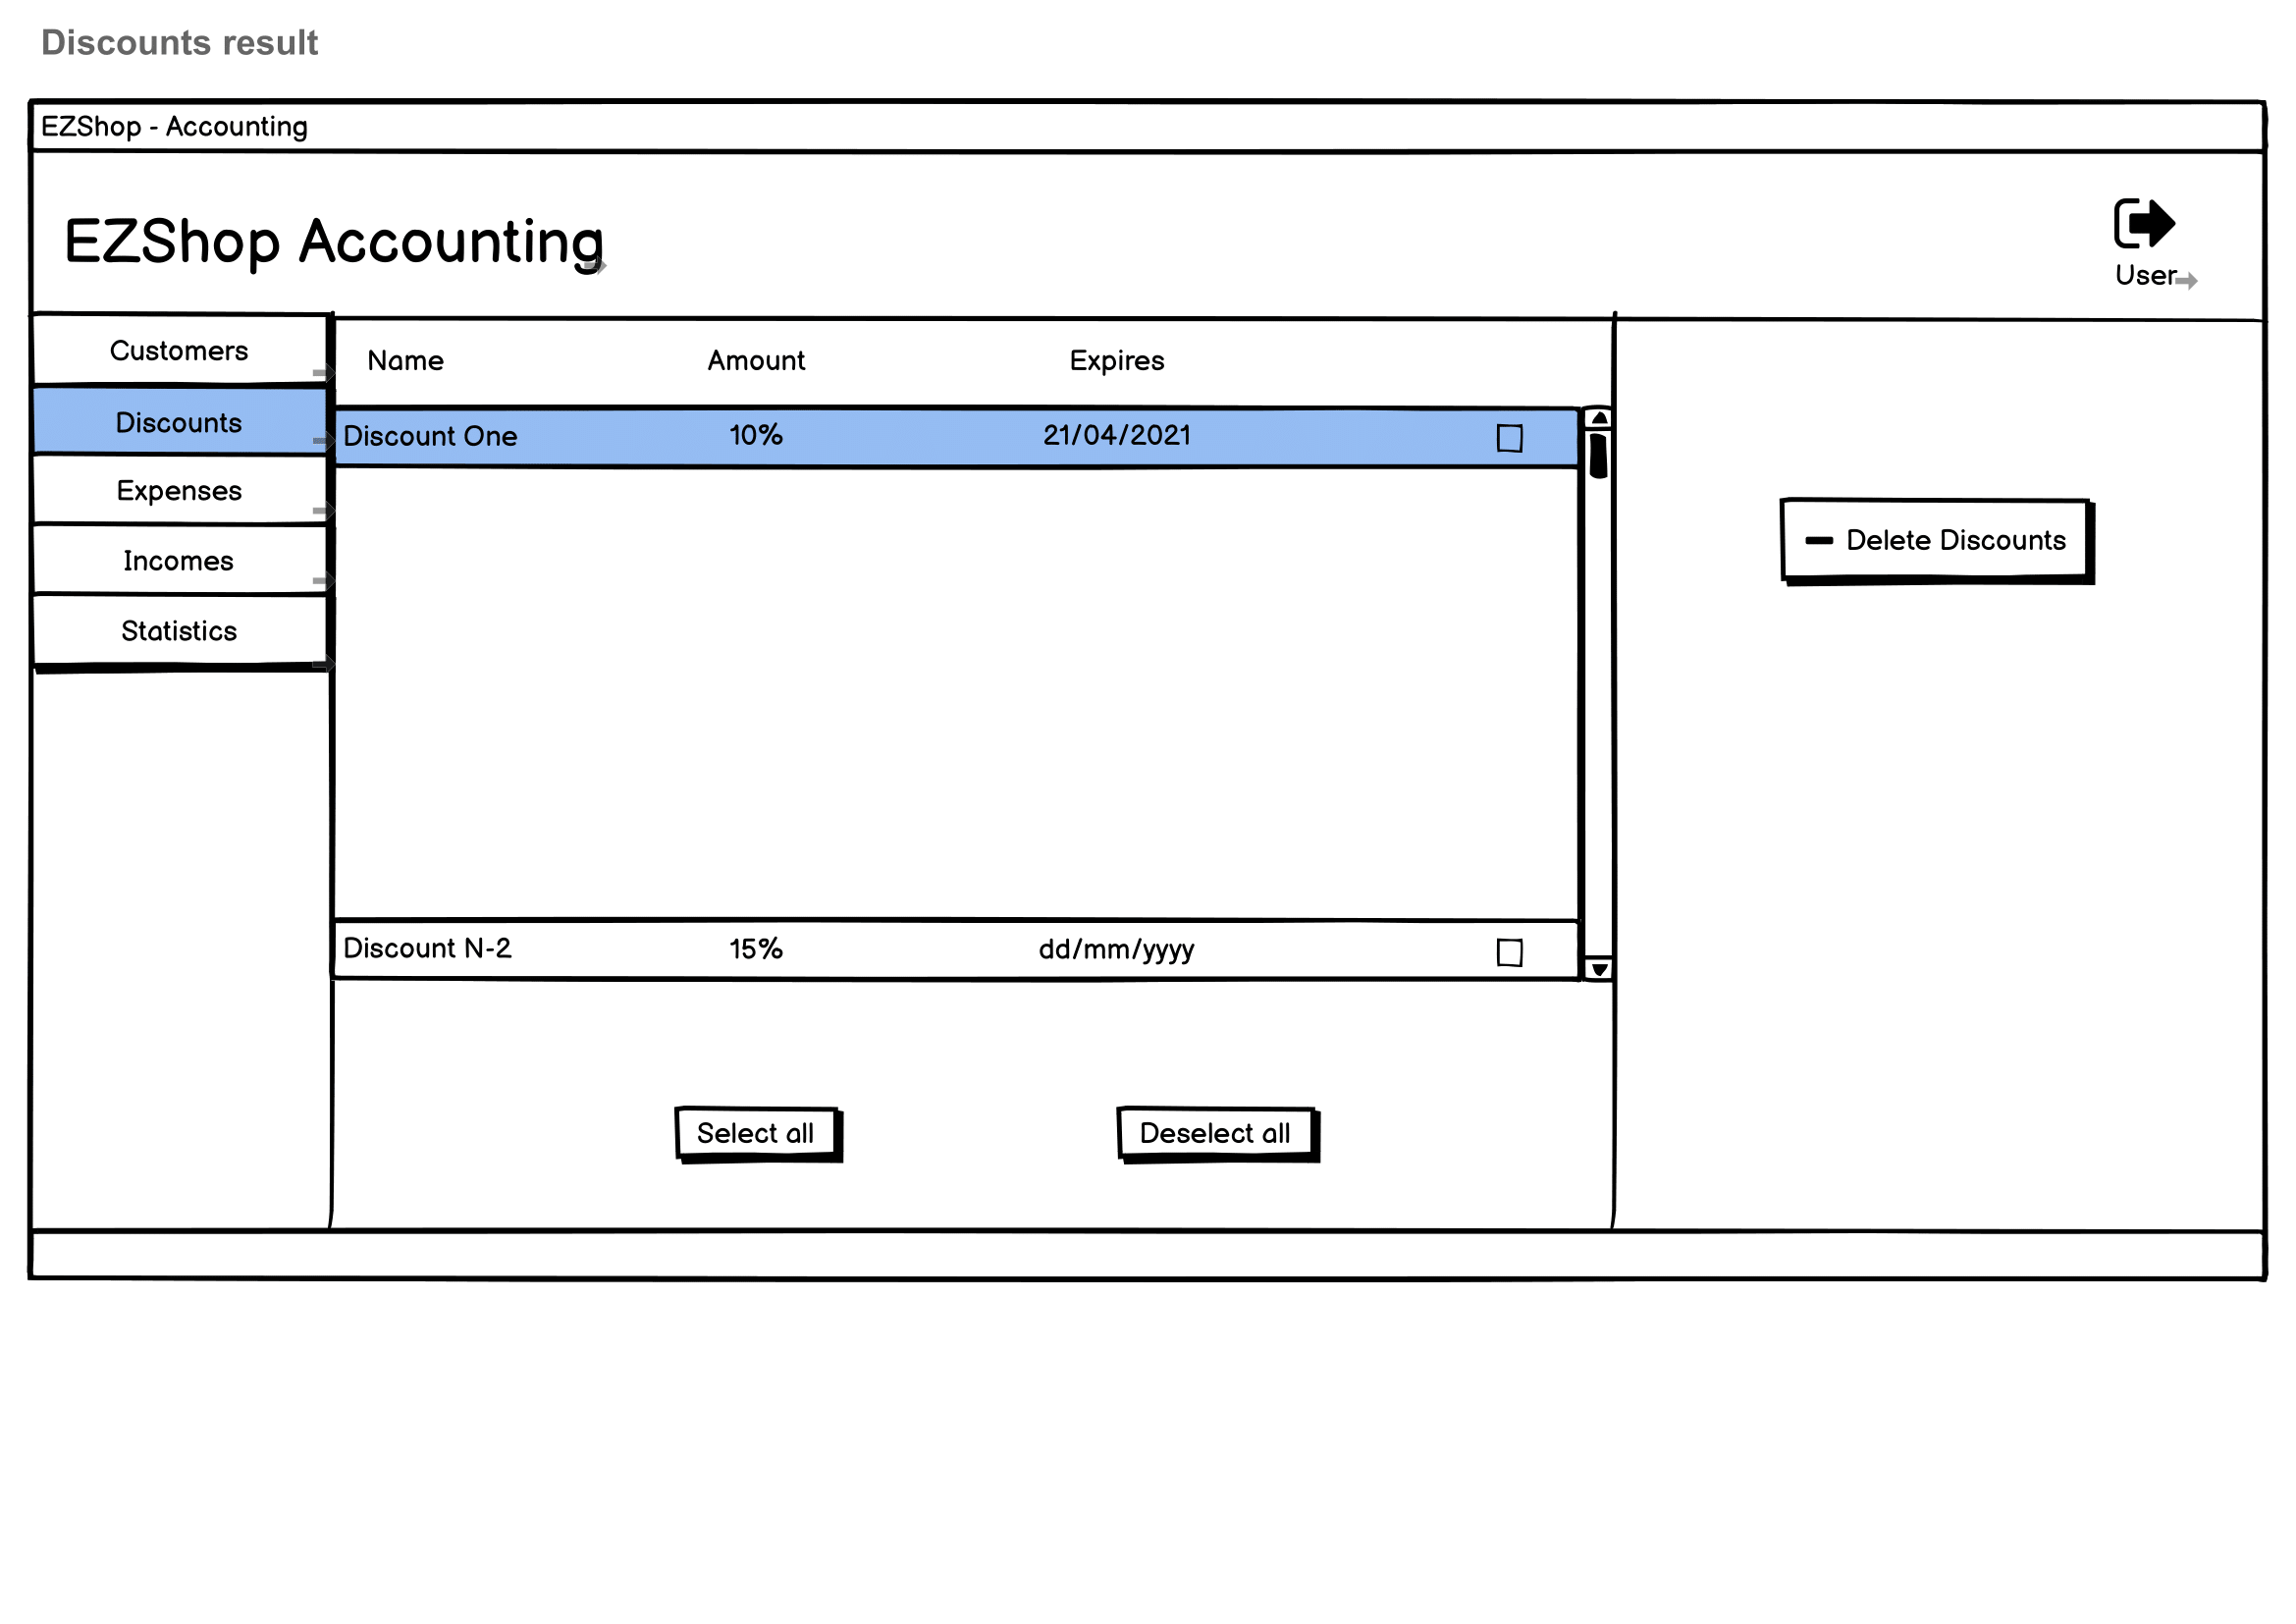 Discounts result
EZShop - Accounting
EZShop Accounting
User
Customers
Discounts
Expenses
Incomes
Statistics
Name Amount Expires
Discount One 10% 21/04/2021
Discount N-2 15% dd/mm/yyyy
Delete Discounts
Select all Deselect all